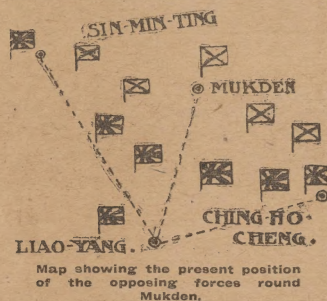 SIN-MIN-TING
MUKDEN
CHING-HO-
CHENG.
LIAO-YANG.
Map showing the present position
of the opposing forces round
Mukden.